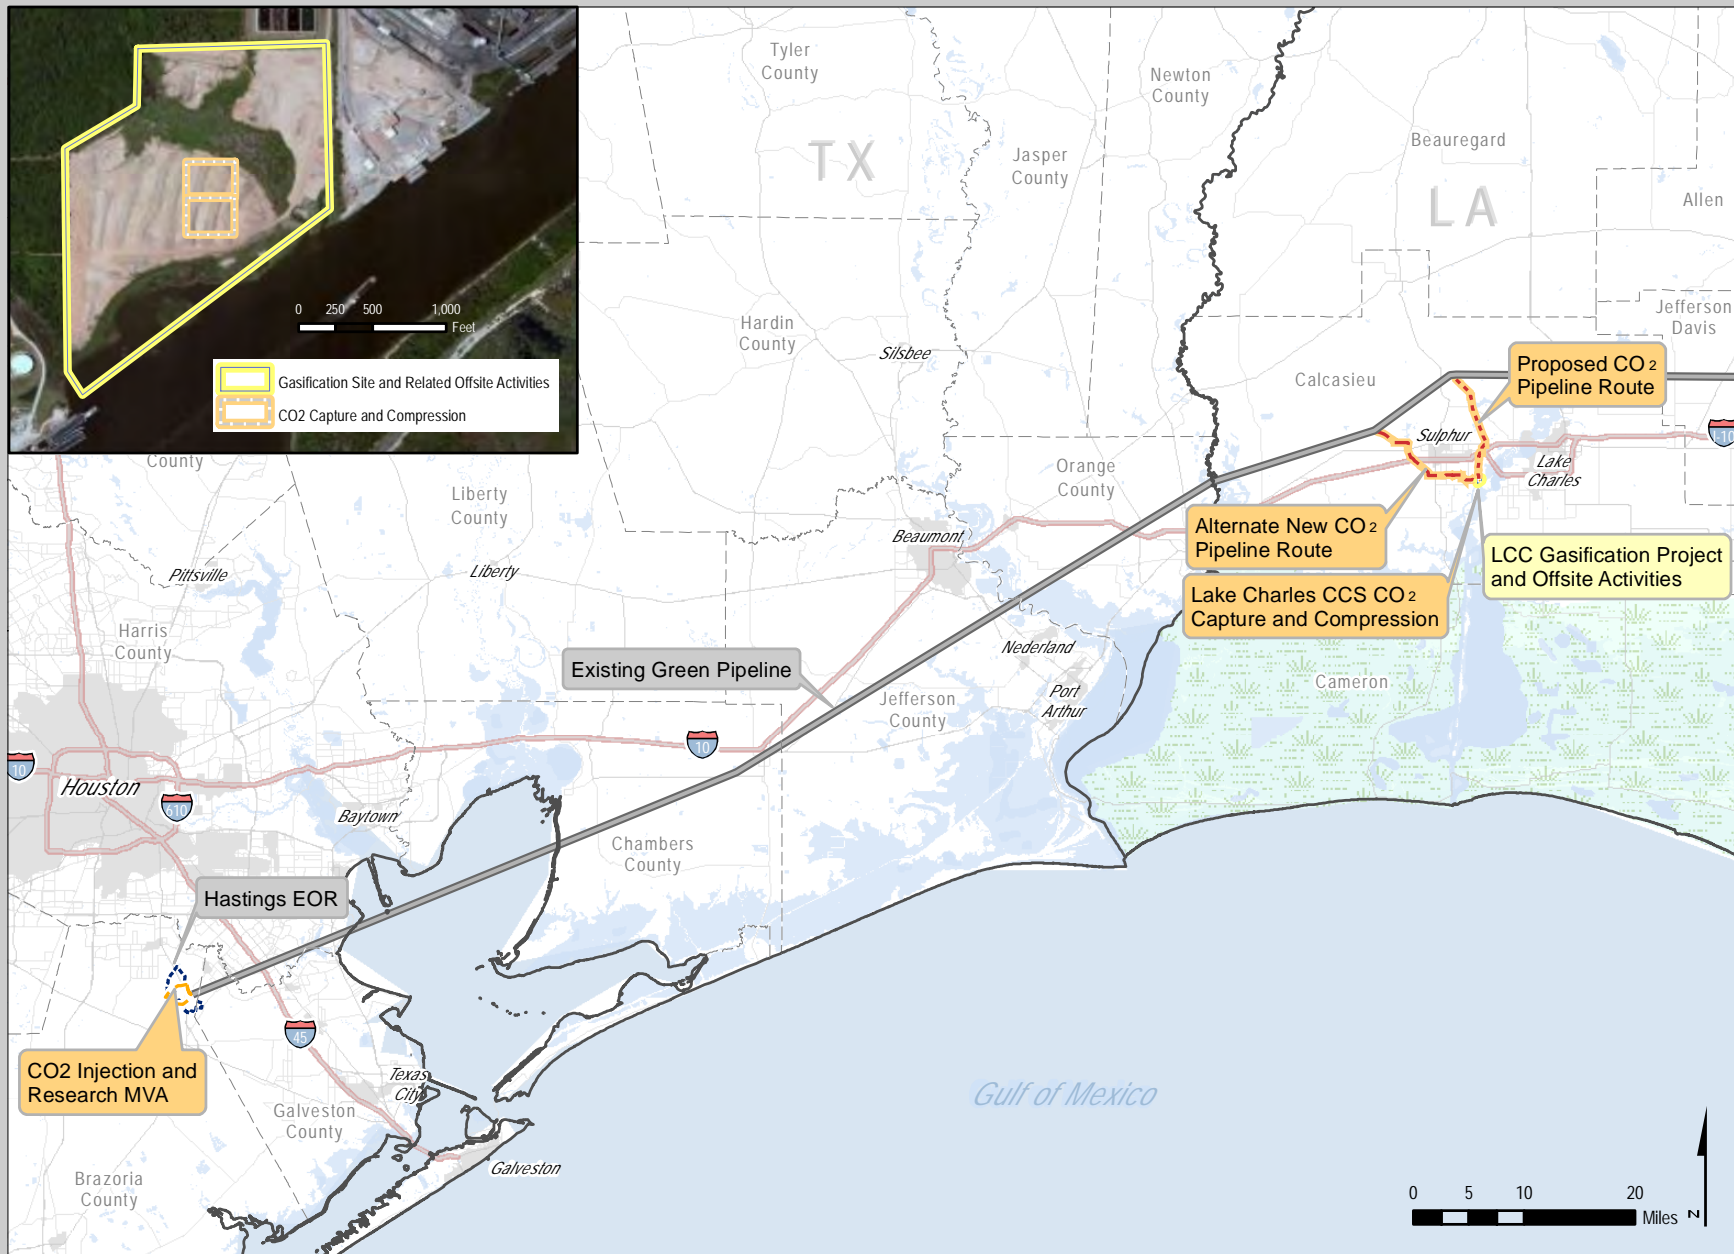 0 250 500 1,000
Feet
Gasification Site and Related Offsite Activities
CO2 Capture and Compression
Tyler
County
Newton
County
TX
Jasper
County
Beauregard
LA
Allen
Hardin
County
Silsbee
Jefferson
Davis
Calcasieu
Proposed CO2
Pipeline Route
Sulphur
I-10
Lake
Charles
County
Liberty
County
Orange
County
Beaumont
Alternate New CO2
Pipeline Route
LCC Gasification Project
and Offsite Activities
Pittsville
Liberty
Lake Charles CCS CO2
Capture and Compression
Harris
County
Nederland
Existing Green Pipeline
Port
Arthur
Cameron
Jefferson
County
10
10
Houston
610
Baytown
Chambers
County
Hastings EOR
45
CO2 Injection and
Research MVA
Texas
City
Gulf of Mexico
Galveston
County
Galveston
Brazoria
County
0 5 10 20
Miles
N